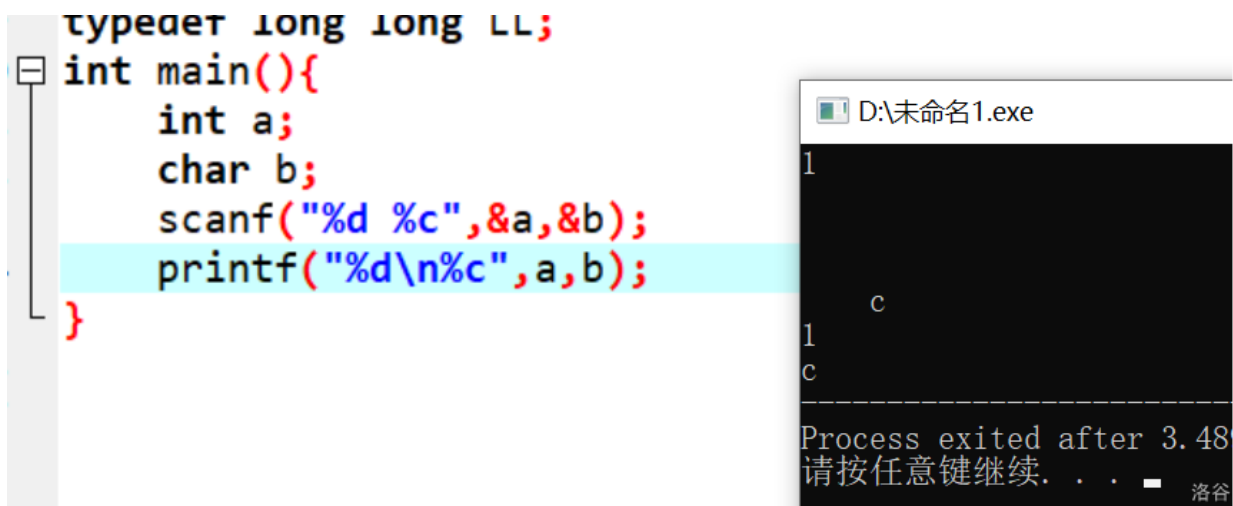 typedef long long LL;
int main(){
int a;
char b;
scanf("%d %c",&a,&b);
printf("%d\n%c",a,b);
}
D:\未命名1.exe
1
c
1
c
--------------------------
Process exited after 3.48
请按任意键继续. . .
洛谷